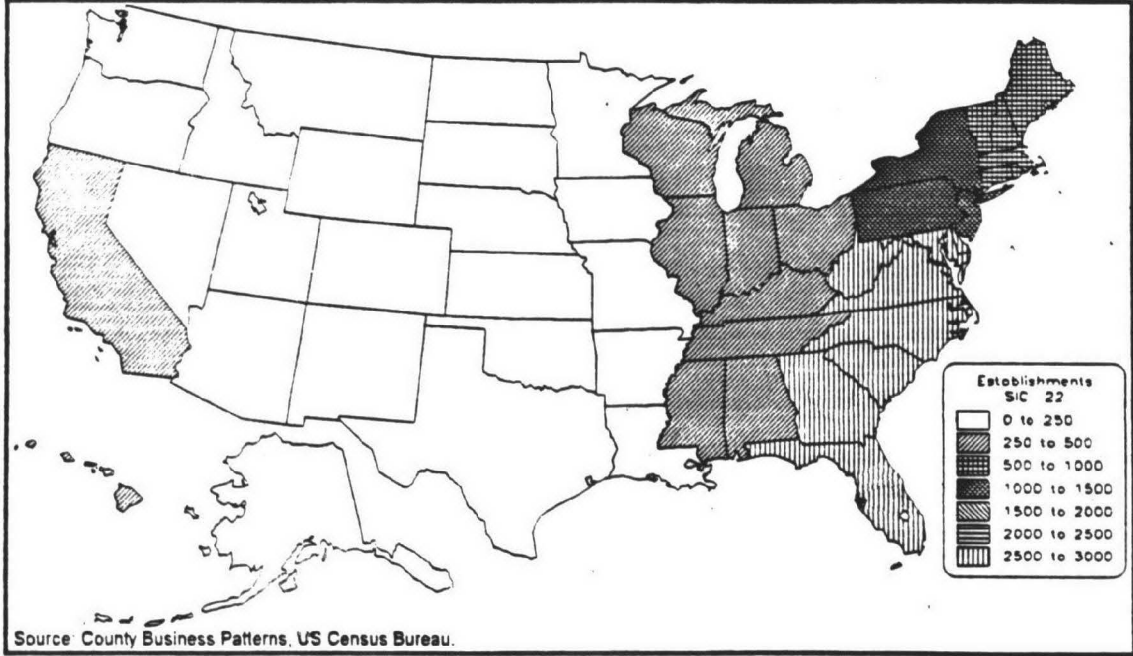 Establishments
SIC 22
0 to 250
250 to 500
500 to 1000
1000 to 1500
1500 to 2000
2000 to 2500
2500 to 3000
Source: County Business Patterns, US Census Bureau.